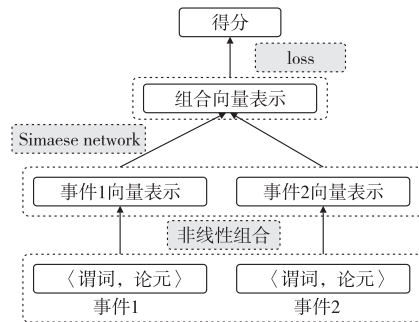 得分
loss
组合向量表示
Simaese network
事件1向量表示
事件2向量表示
非线性组合
〈谓词，论元〉
〈谓词，论元〉
事件1
事件2